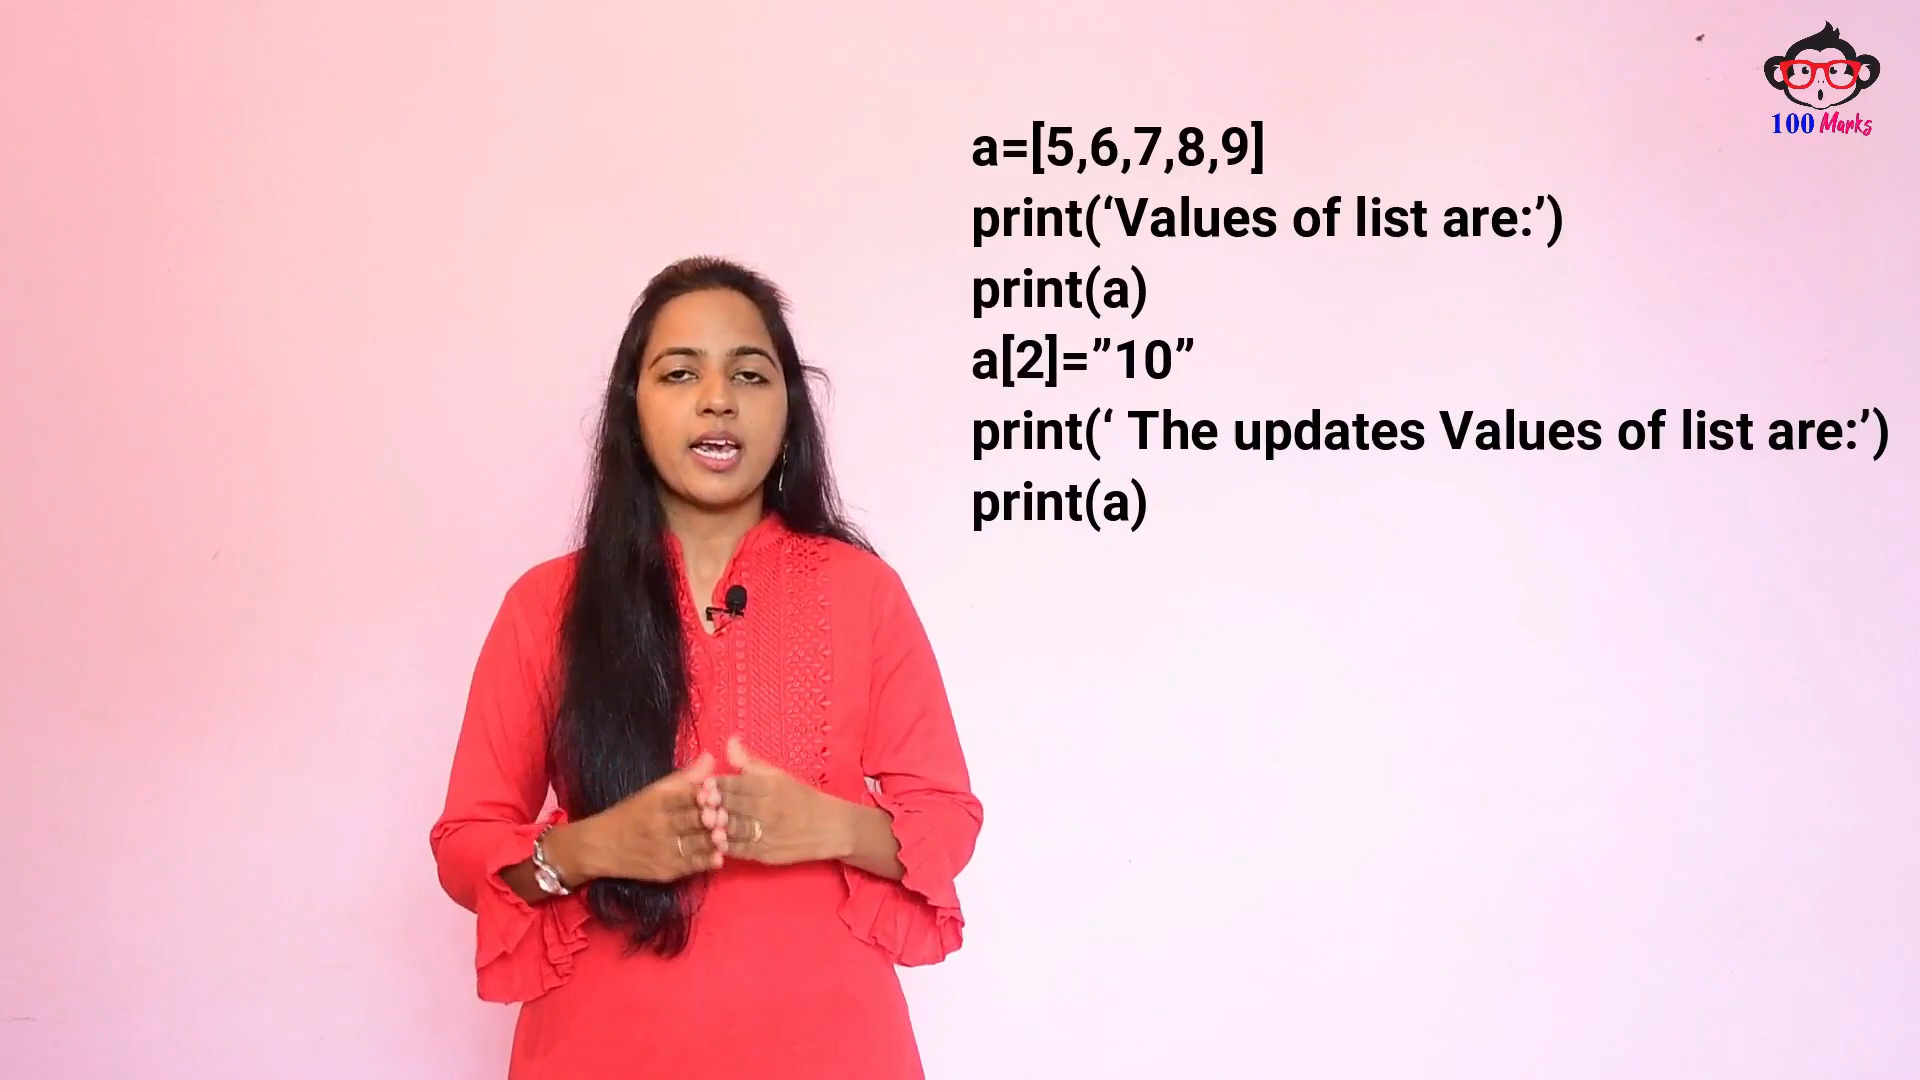 100 Marks
a=[5,6,7,8,9]
print(‘Values of list are:’)
print(a)
a[2]=”10”
print(‘ The updates Values of list are:’)
print(a)